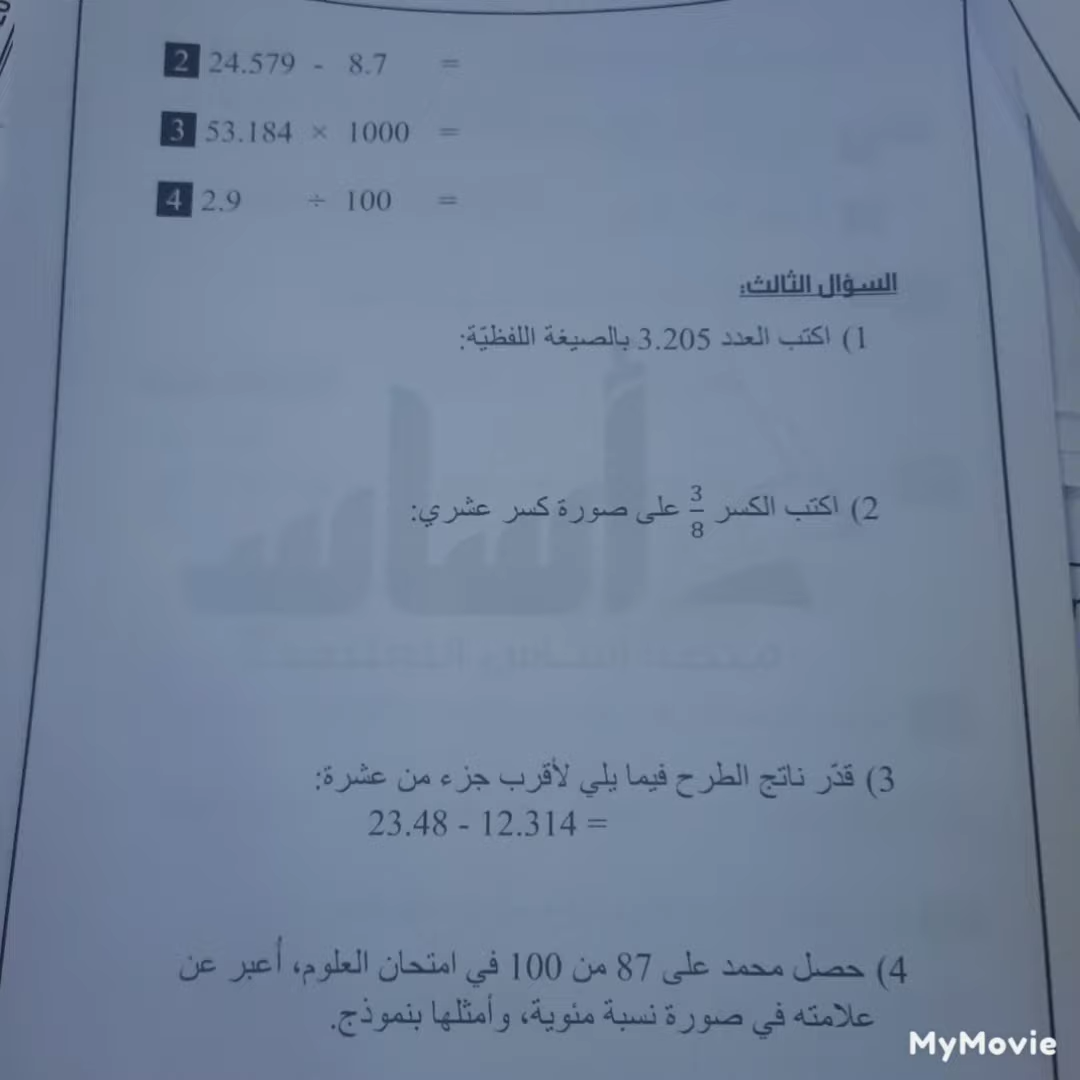 2 24.579 - 8.7 =
3 53.184 × 1000 =
4 2.9 ÷ 100 =
السؤال الثالث:
1) اكتب العدد 3.205 بالصيغة اللفظيّة:
2) اكتب الكسر 3/8 على صورة كسر عشري:
أساس
3) قدّر ناتج الطرح فيما يلي لأقرب جزء من عشرة:
23.48 - 12.314 =
4) حصل محمد على 87 من 100 في امتحان العلوم، أعبر عن
علامته في صورة نسبة مئوية، وأمثلها بنموذج.
MyMovie